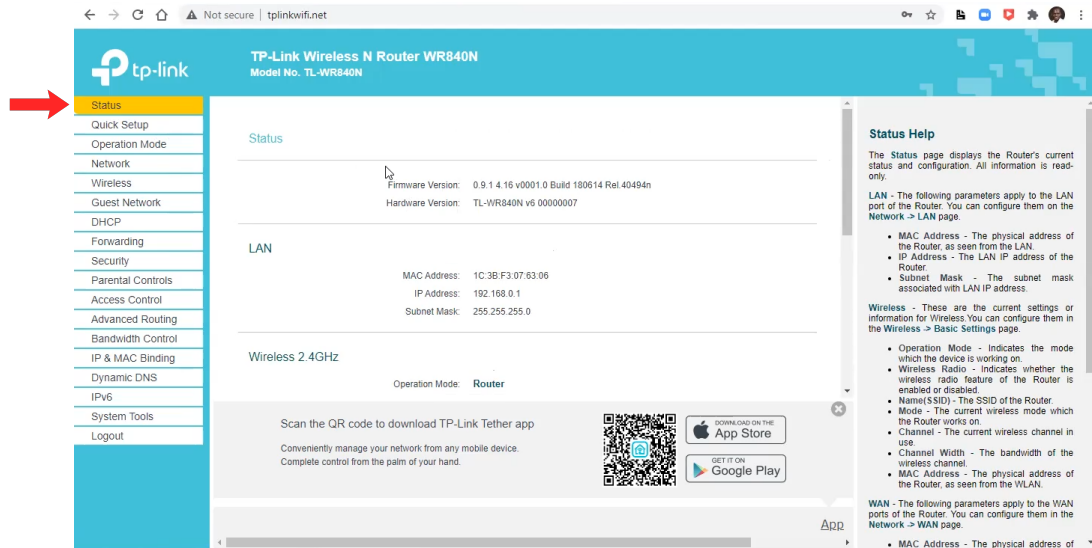 Not secure | tplinkwifi.net
tp-link
TP-Link Wireless N Router WR840N
Model No. TL-WR840N
Status
Quick Setup
Operation Mode
Network
Wireless
Guest Network
DHCP
Forwarding
Security
Parental Controls
Access Control
Advanced Routing
Bandwidth Control
IP & MAC Binding
Dynamic DNS
IPv6
System Tools
Logout
Status
Firmware Version: 0.9.1 4.16 v0001.0 Build 180614 Rel.40494n
Hardware Version: TL-WR840N v6 00000007
LAN
MAC Address: 1C:3B:F3:07:63:06
IP Address: 192.168.0.1
Subnet Mask: 255.255.255.0
Wireless 2.4GHz
Operation Mode: Router
Scan the QR code to download TP-Link Tether app
Conveniently manage your network from any mobile device.
Complete control from the palm of your hand.
DOWNLOAD ON THE
App Store
GET IT ON
Google Play
App
Status Help
The Status page displays the Router's current
status and configuration. All information is read-
only.
LAN - The following parameters apply to the LAN
port of the Router. You can configure them on the
Network -> LAN page.
• MAC Address - The physical address of
the Router, as seen from the LAN.
• IP Address - The LAN IP address of the
Router.
• Subnet Mask - The subnet mask
associated with LAN IP address.
Wireless - These are the current settings or
information for Wireless.You can configure them in
the Wireless -> Basic Settings page.
• Operation Mode - Indicates the mode
which the device is working on.
• Wireless Radio - Indicates whether the
wireless radio feature of the Router is
enabled or disabled.
• Name(SSID) - The SSID of the Router.
• Mode - The current wireless mode which
the Router works on.
• Channel - The current wireless channel in
use.
• Channel Width - The bandwidth of the
wireless channel.
• MAC Address - The physical address of
the Router, as seen from the WLAN.
WAN - The following parameters apply to the WAN
ports of the Router. You can configure them in the
Network -> WAN page.
• MAC Address - The physical address of